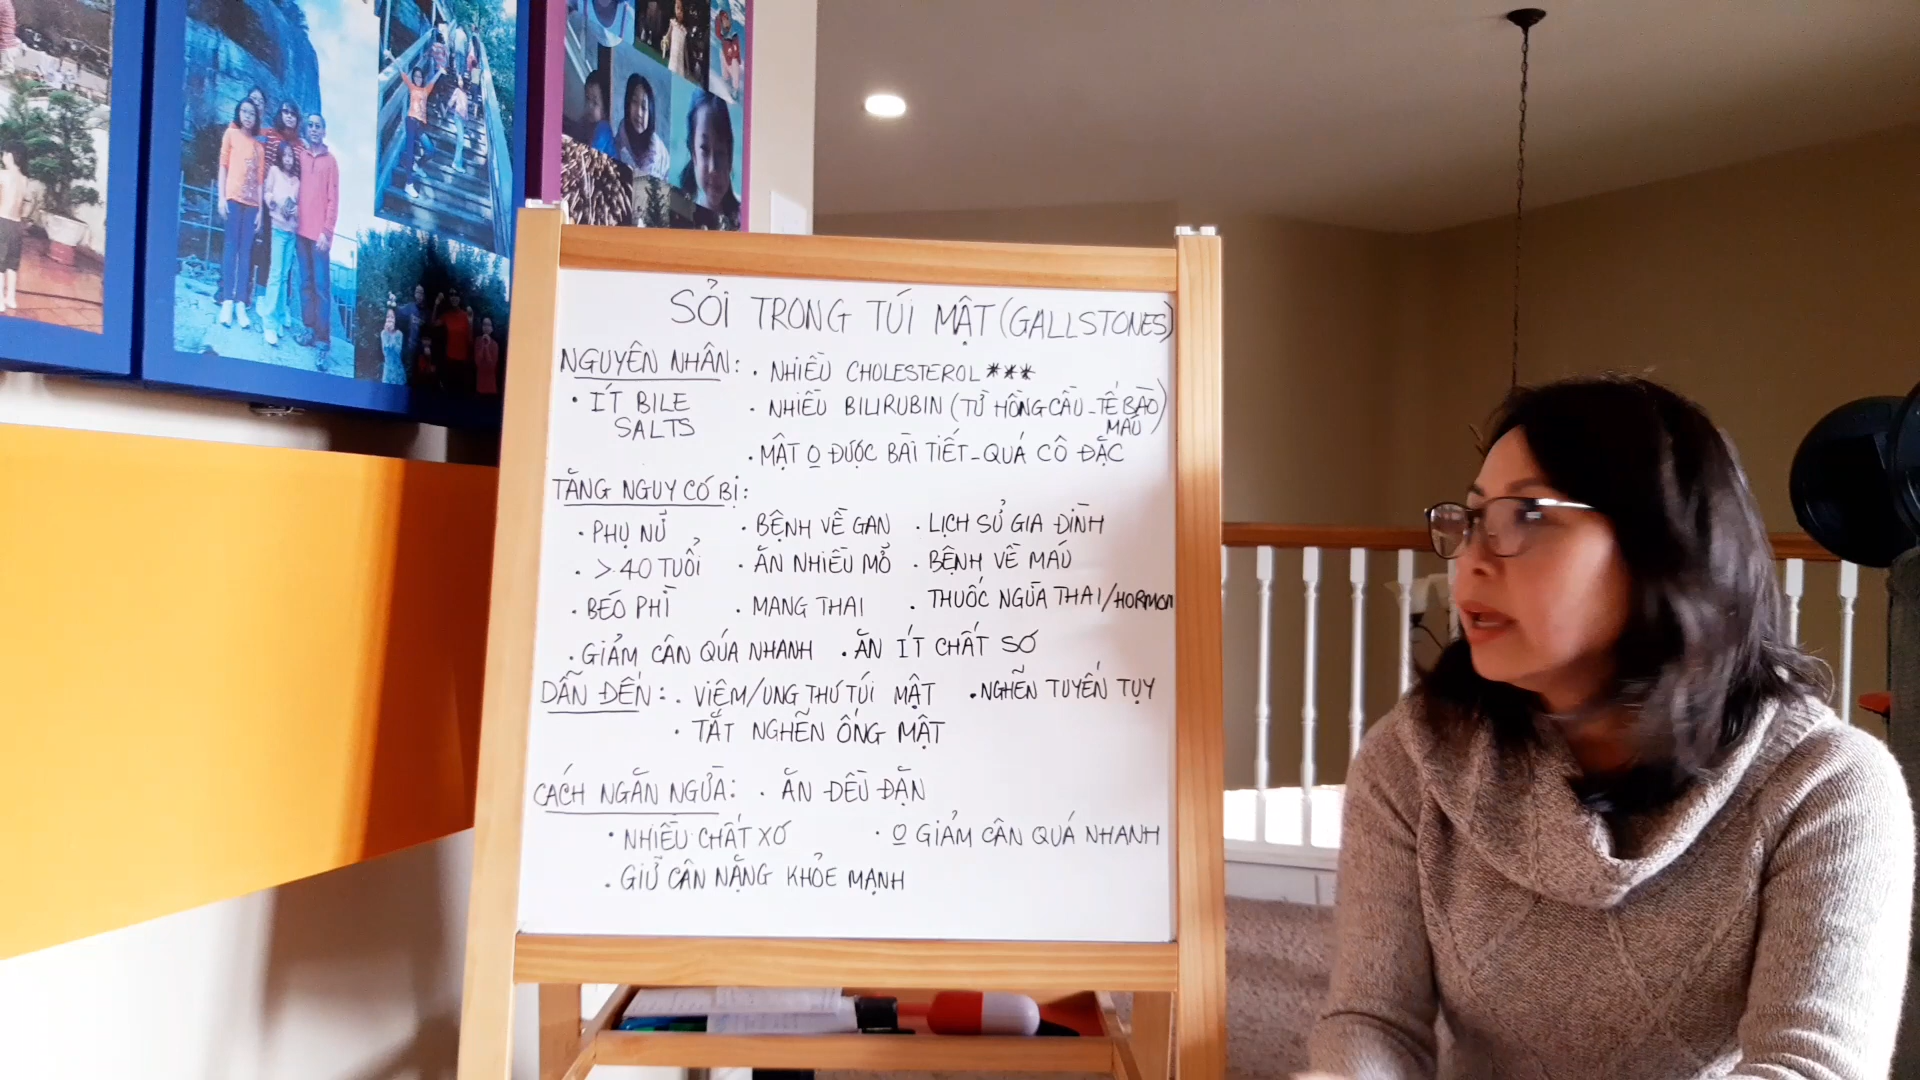 SỎI TRONG TÚI MẬT (GALLSTONES)
NGUYÊN NHÂN: • NHIỀU CHOLESTEROL ***
• ÍT BILE SALTS
• NHIỀU BILIRUBIN (TỪ HỒNG CẦU - TẾ BÀO MÁU)
• MẬT O ĐƯỢC BÀI TIẾT - QUÁ CÔ ĐẶC
TĂNG NGUY CƠ BỊ:
• PHỤ NỮ • BỆNH VỀ GAN • LỊCH SỬ GIA ĐÌNH
• > 40 TUỔI • ĂN NHIỀU MỠ • BỆNH VỀ MÁU
• BÉO PHÌ • MANG THAI • THUỐC NGỪA THAI/HORMON
• GIẢM CÂN QÚA NHANH • ĂN ÍT CHẤT SƠ
DẪN ĐẾN: • VIÊM/UNG THƯ TÚI MẬT • NGHẼN TUYẾN TỤY
• TẮT NGHẼN ỐNG MẬT
CÁCH NGĂN NGỪA: • ĂN ĐỀU ĐẶN
• NHIỀU CHẤT XƠ • O GIẢM CÂN QUÁ NHANH
• GIỮ CÂN NẶNG KHỎE MẠNH